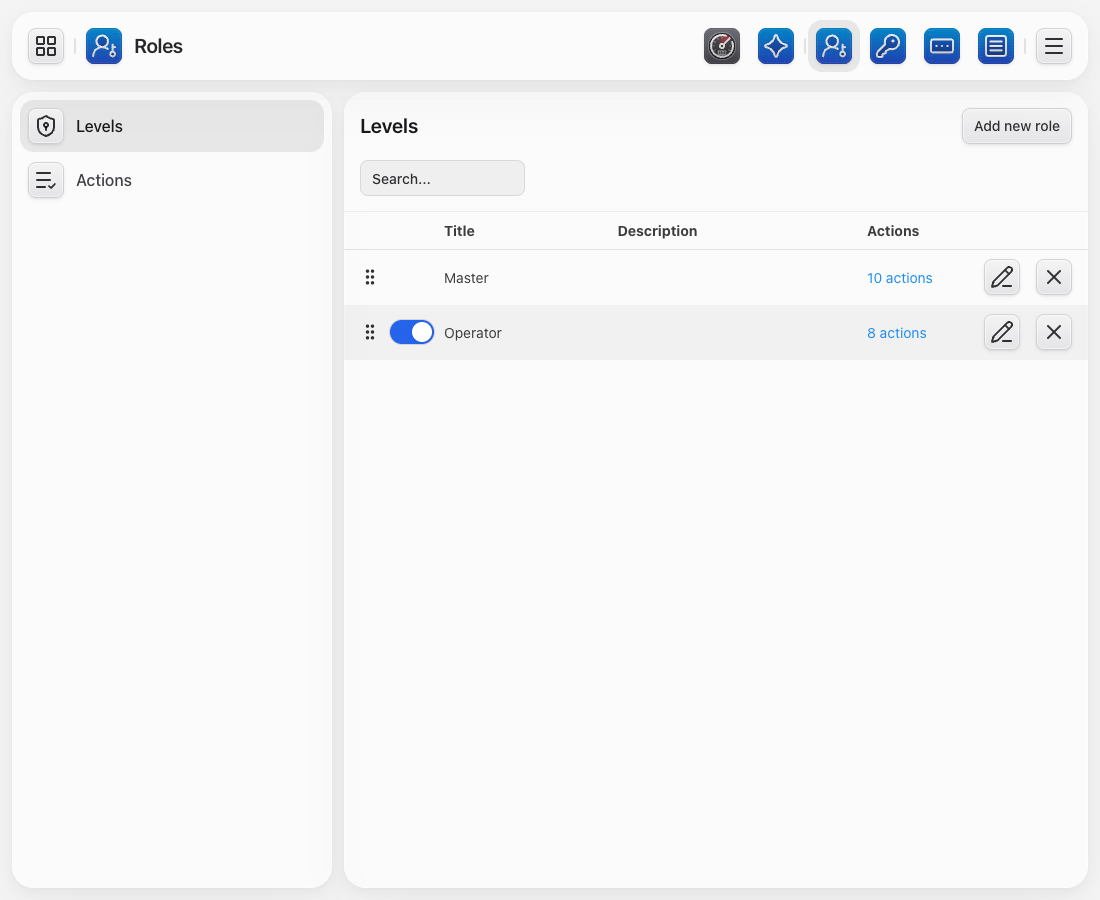 Roles
Levels
Actions
Levels
Add new role
Search...
Title Description Actions
Master 10 actions
Operator 8 actions